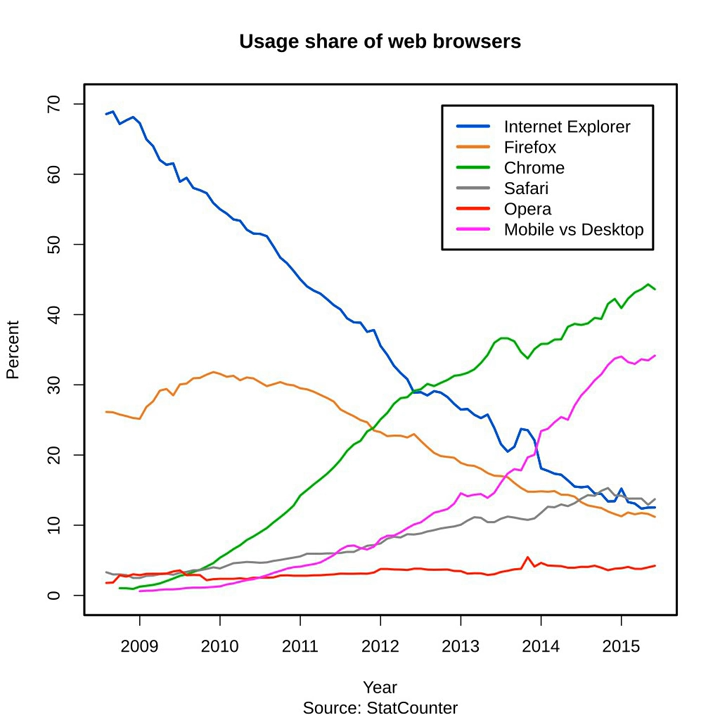 Usage share of web browsers
70
60
50
40
30
20
10
0
Percent
Internet Explorer
Firefox
Chrome
Safari
Opera
Mobile vs Desktop
2009 2010 2011 2012 2013 2014 2015
Year
Source: StatCounter